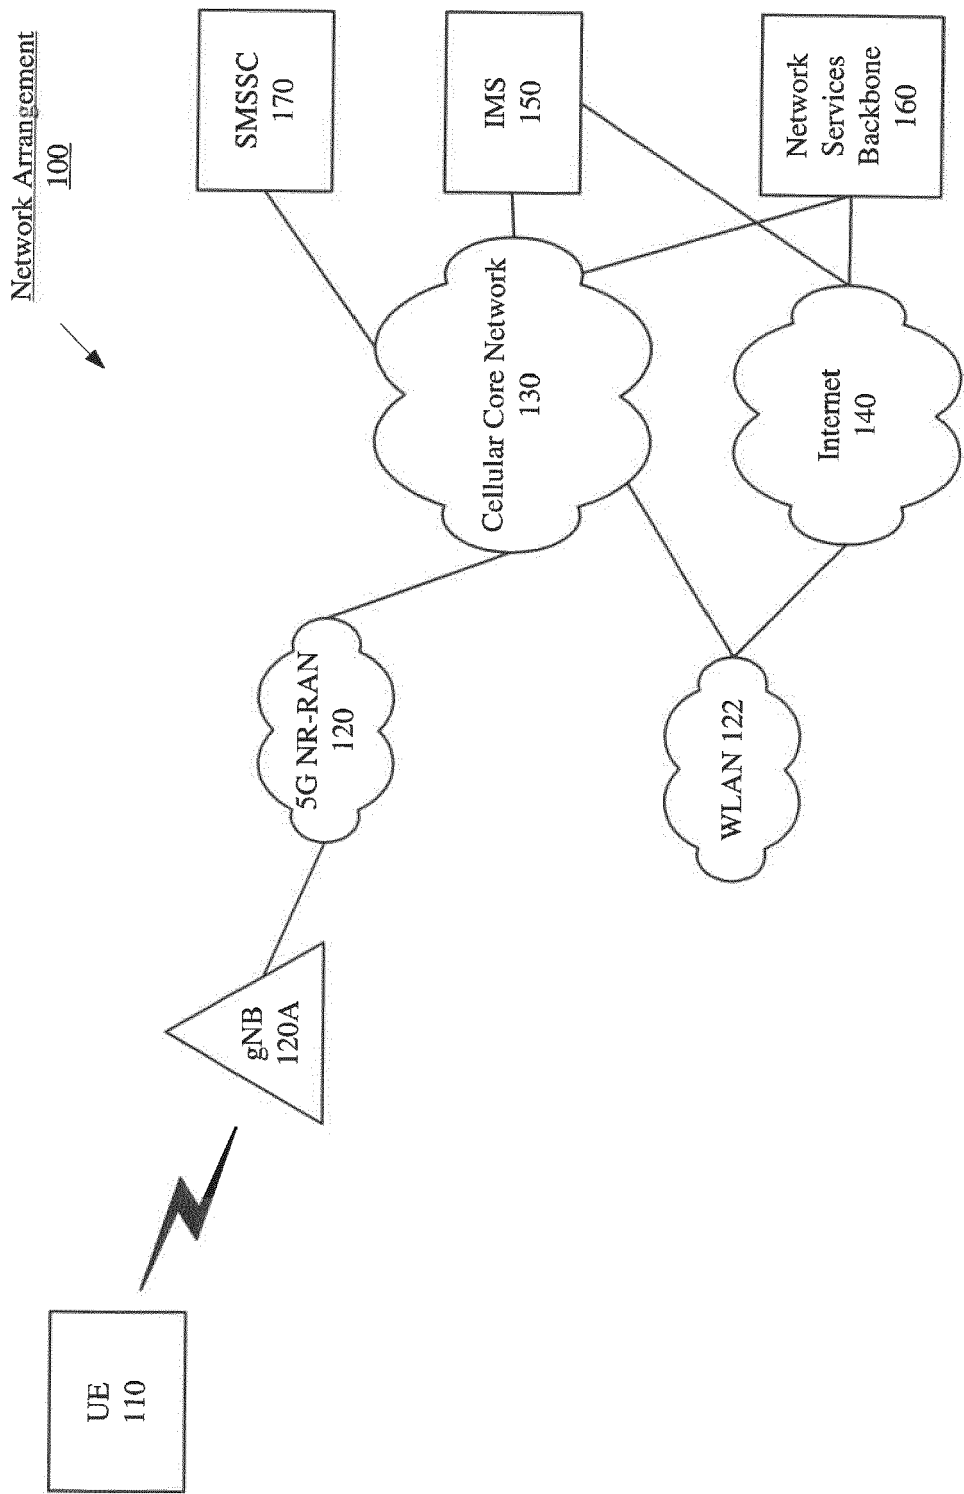 Network Arrangement
100
SMSSC
170
IMS
150
Network
Services
Backbone
160
Cellular Core Network
130
Internet
140
5G NR-RAN
120
WLAN 122
gNB
120A
UE
110